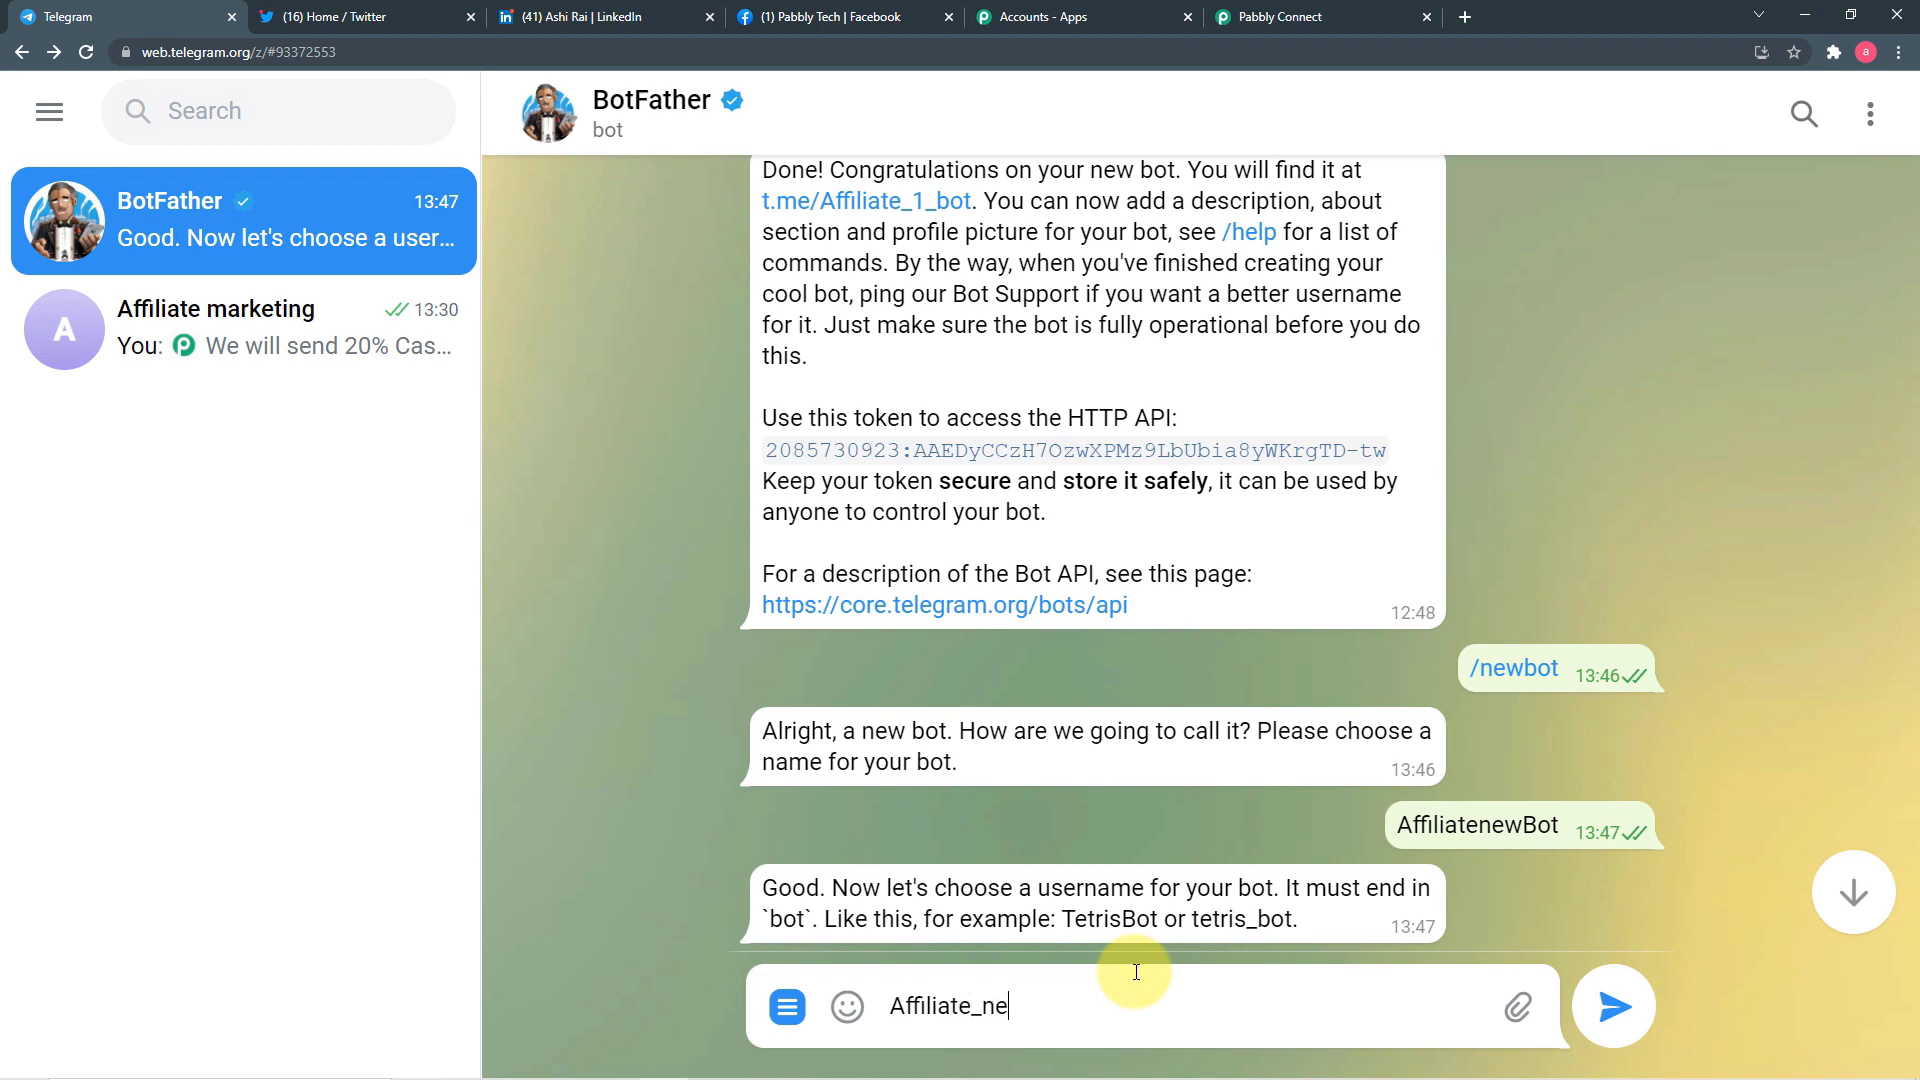 Telegram
(16) Home / Twitter
(41) Ashi Rai | LinkedIn
(1) Pabbly Tech | Facebook
Accounts - Apps
Pabbly Connect
web.telegram.org/z/#93372553
a
Search
BotFather
bot
BotFather 13:47
Good. Now let's choose a user...
A
Affiliate marketing 13:30
You: We will send 20% Cas...
Done! Congratulations on your new bot. You will find it at
t.me/Affiliate_1_bot. You can now add a description, about
section and profile picture for your bot, see /help for a list of
commands. By the way, when you've finished creating your
cool bot, ping our Bot Support if you want a better username
for it. Just make sure the bot is fully operational before you do
this.
Use this token to access the HTTP API:
2085730923:AAEDyCCzH7OzwXPMz9LbUbia8yWKrgTD-tw
Keep your token secure and store it safely, it can be used by
anyone to control your bot.
For a description of the Bot API, see this page:
https://core.telegram.org/bots/api
12:48
/newbot 13:46
Alright, a new bot. How are we going to call it? Please choose a
name for your bot.
13:46
AffiliatenewBot 13:47
Good. Now let's choose a username for your bot. It must end in
`bot`. Like this, for example: TetrisBot or tetris_bot.
13:47
Affiliate_ne